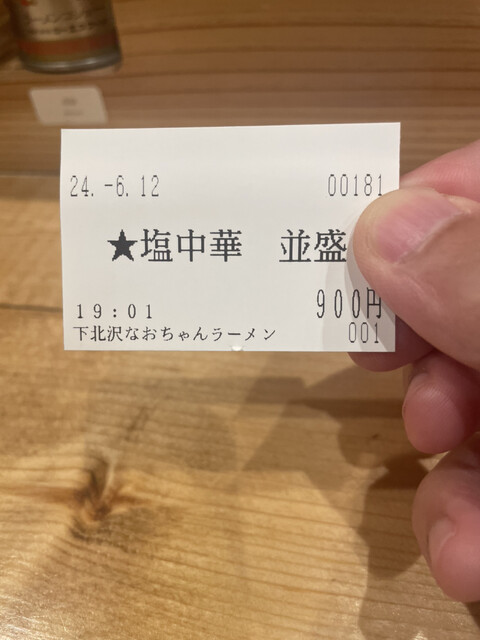 24.-6.12 00181
★塩中華 並盛
19:01 900円
下北沢なおちゃんラーメン 001